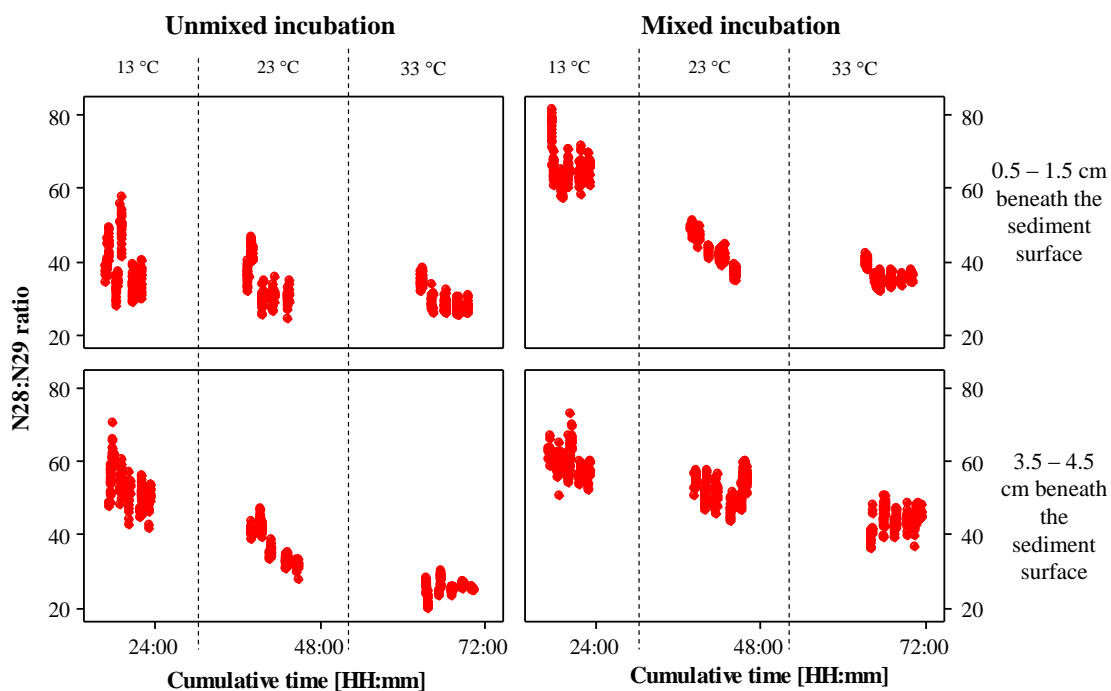 Unmixed incubation
Mixed incubation
13 °C
23 °C
33 °C
13 °C
23 °C
33 °C
N28:N29 ratio
80
60
40
20
80
60
40
20
0.5 – 1.5 cm
beneath the
sediment
surface
80
60
40
20
80
60
40
20
3.5 – 4.5
cm beneath
the
sediment
surface
24:00
48:00
72:00
24:00
48:00
72:00
Cumulative time [HH:mm]
Cumulative time [HH:mm]